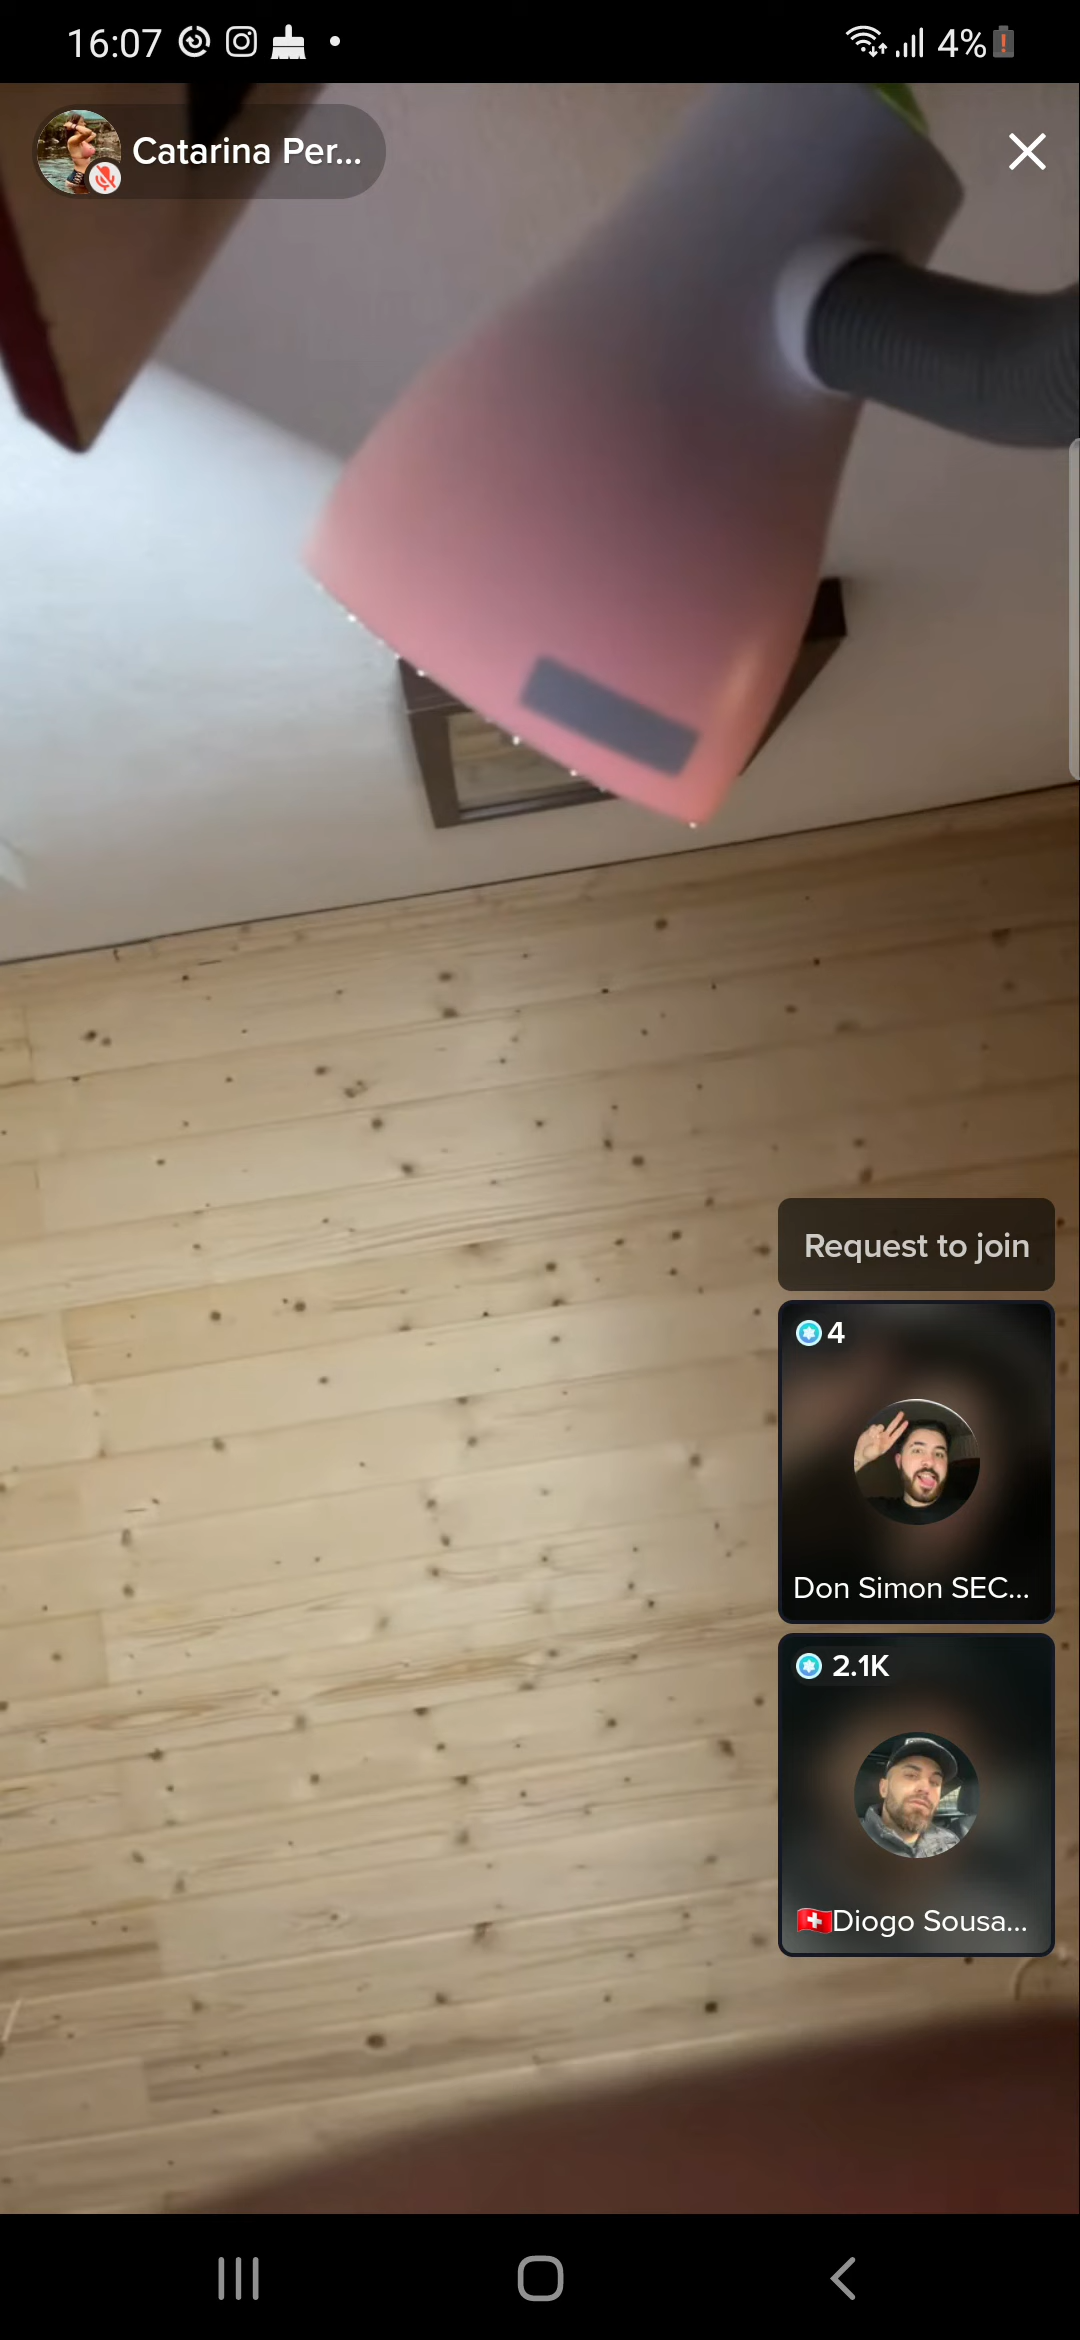 16:07
4%
Catarina Per...
Request to join
4
Don Simon SEC...
2.1K
🇨🇭Diogo Sousa...